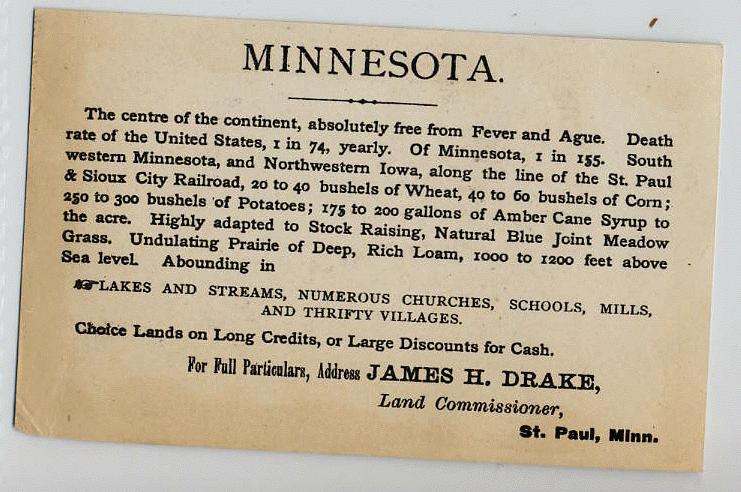 MINNESOTA.
The centre of the continent, absolutely free from Fever and Ague. Death
rate of the United States, 1 in 74, yearly. Of Minnesota, 1 in 155. South
western Minnesota, and Northwestern Iowa, along the line of the St. Paul
& Sioux City Railroad, 20 to 40 bushels of Wheat, 40 to 60 bushels of Corn;
250 to 300 bushels of Potatoes; 175 to 200 gallons of Amber Cane Syrup to
the acre. Highly adapted to Stock Raising, Natural Blue Joint Meadow
Grass. Undulating Prairie of Deep, Rich Loam, 1000 to 1200 feet above
Sea level. Abounding in
☛LAKES AND STREAMS, NUMEROUS CHURCHES, SCHOOLS, MILLS,
AND THRIFTY VILLAGES.
Choice Lands on Long Credits, or Large Discounts for Cash.
For Full Particulars, Address JAMES H. DRAKE,
Land Commissioner,
St. Paul, Minn.